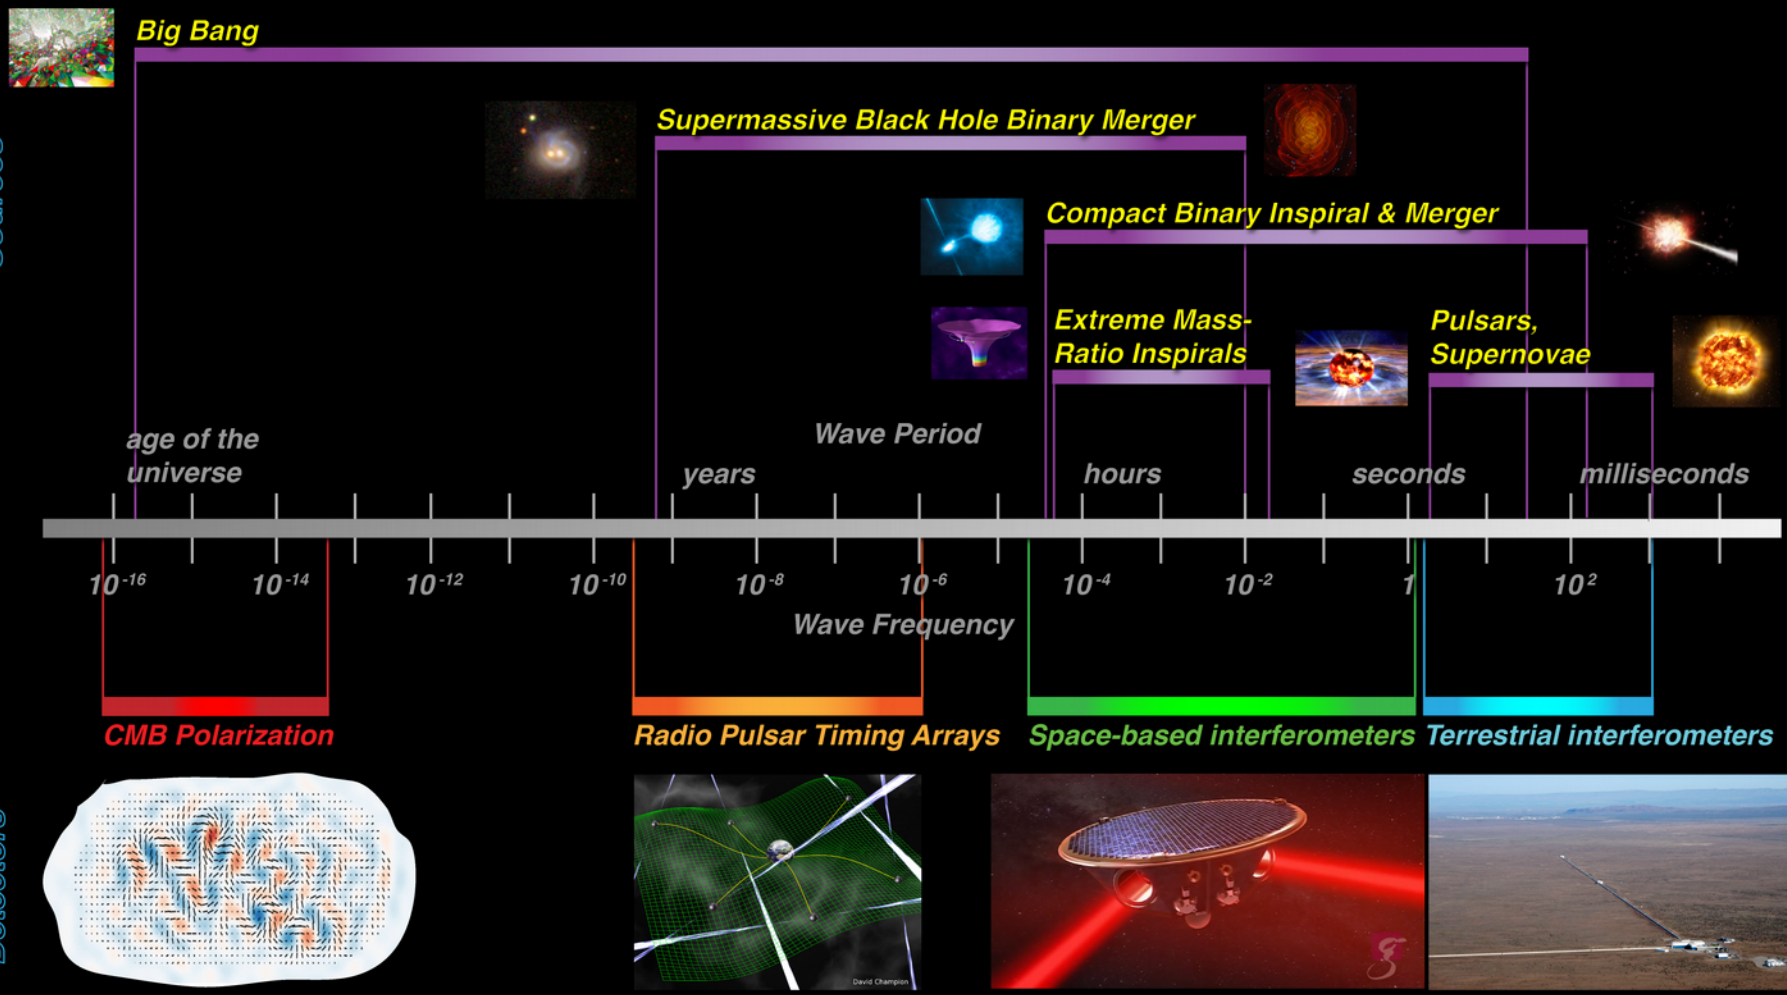 Big Bang
Supermassive Black Hole Binary Merger
Compact Binary Inspiral & Merger
Extreme Mass-
Ratio Inspirals
Pulsars,
Supernovae
age of the
universe
Wave Period
years
hours
seconds
milliseconds
10⁻¹⁶ 10⁻¹⁴ 10⁻¹² 10⁻¹⁰ 10⁻⁸ 10⁻⁶ 10⁻⁴ 10⁻² 1 10²
Wave Frequency
CMB Polarization
Radio Pulsar Timing Arrays
Space-based interferometers
Terrestrial interferometers
David Champion